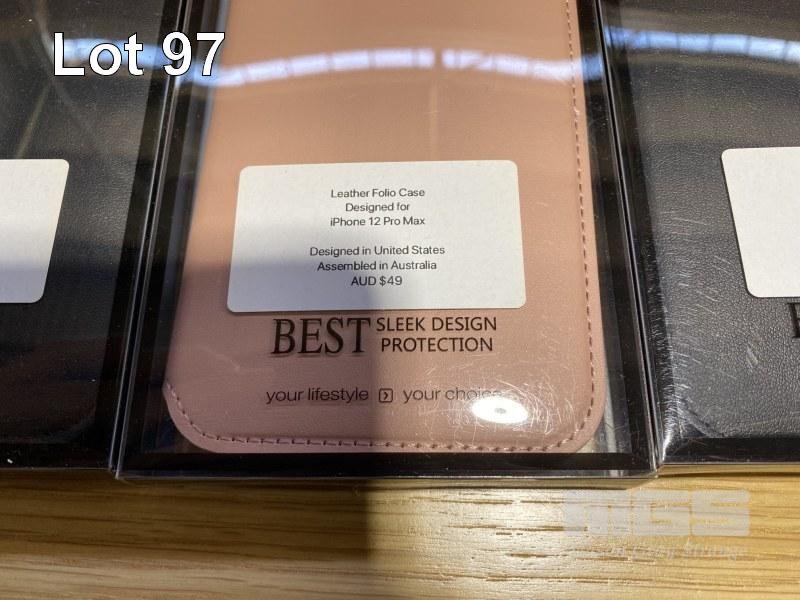 Lot 97
Leather Folio Case
Designed for
iPhone 12 Pro Max
Designed in United States
Assembled in Australia
AUD $49
BEST SLEEK DESIGN
PROTECTION
your lifestyle > your choice
MGS